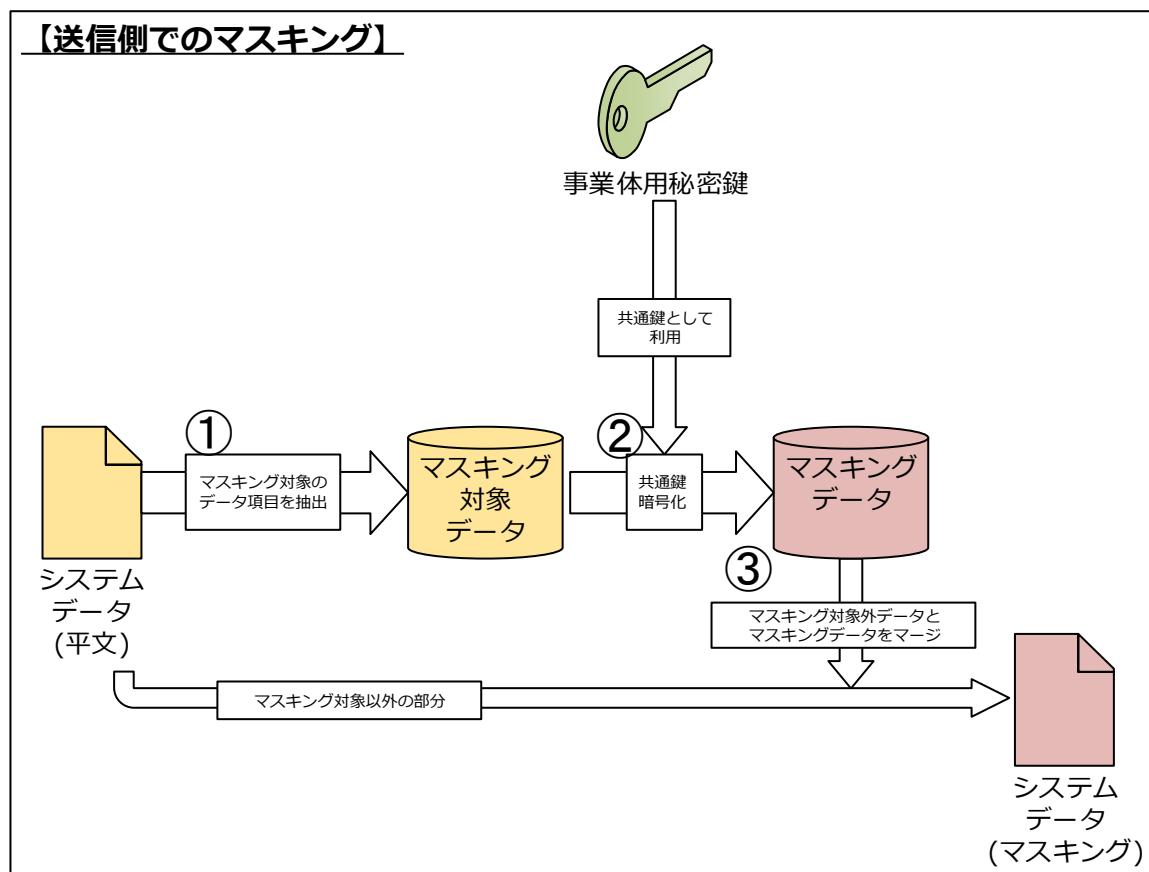 【送信側でのマスキング】
事業体用秘密鍵
共通鍵として
利用
①
マスキング対象の
データ項目を抽出
マスキング
対象
データ
②
共通鍵
暗号化
マスキング
データ
システム
データ
(平文)
③
マスキング対象外データと
マスキングデータをマージ
マスキング対象以外の部分
システム
データ
(マスキング)